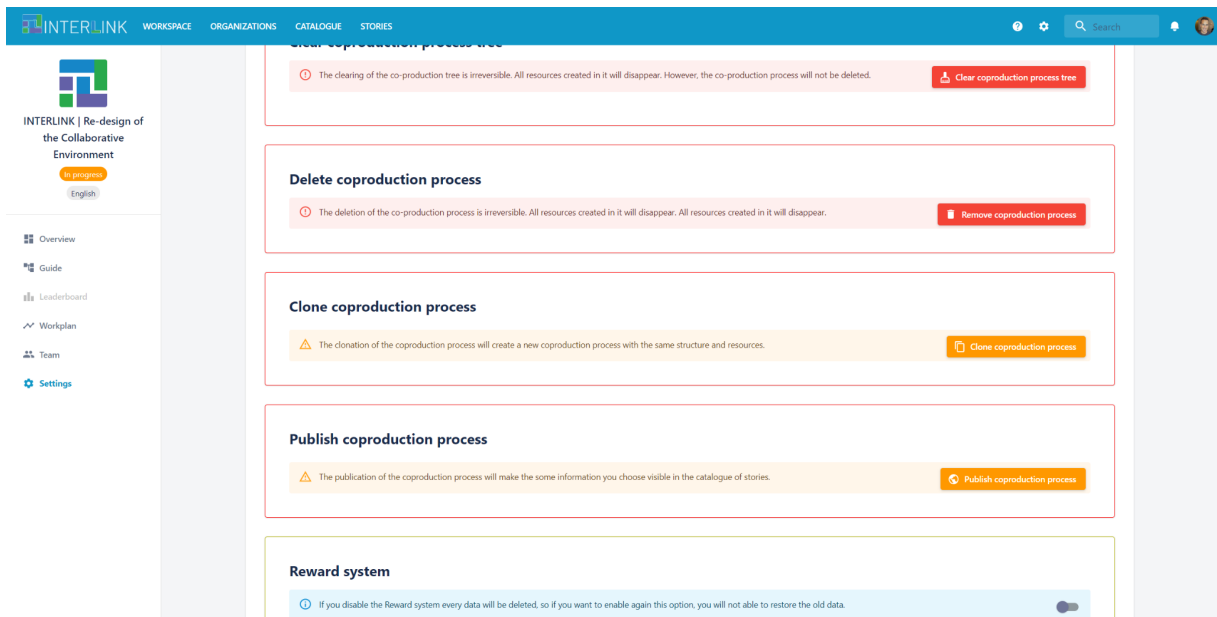 INTERLINK
WORKSPACE
ORGANIZATIONS
CATALOGUE
STORIES
Search
INTERLINK | Re-design of
the Collaborative
Environment
In progress
English
Overview
Guide
Leaderboard
Workplan
Team
Settings
Clear coproduction process tree
The clearing of the co-production tree is irreversible. All resources created in it will disappear. However, the co-production process will not be deleted.
Clear coproduction process tree
Delete coproduction process
The deletion of the co-production process is irreversible. All resources created in it will disappear. All resources created in it will disappear.
Remove coproduction process
Clone coproduction process
The clonation of the coproduction process will create a new coproduction process with the same structure and resources.
Clone coproduction process
Publish coproduction process
The publication of the coproduction process will make the some information you choose visible in the catalogue of stories.
Publish coproduction process
Reward system
If you disable the Reward system every data will be deleted, so if you want to enable again this option, you will not able to restore the old data.